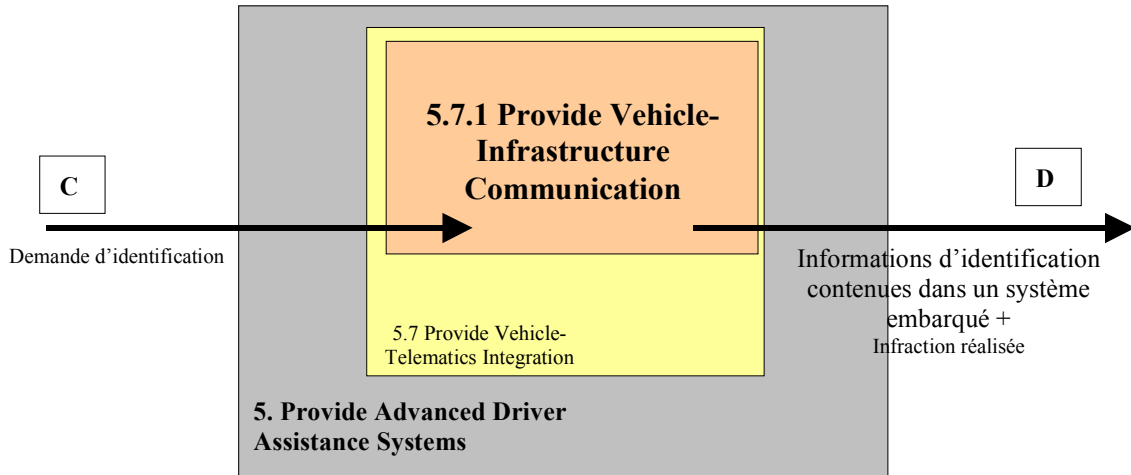 5.7.1 Provide Vehicle-
Infrastructure
Communication
C
D
Demande d’identification
Informations d’identification
contenues dans un système
embarqué +
Infraction réalisée
5.7 Provide Vehicle-
Telematics Integration
5. Provide Advanced Driver
Assistance Systems